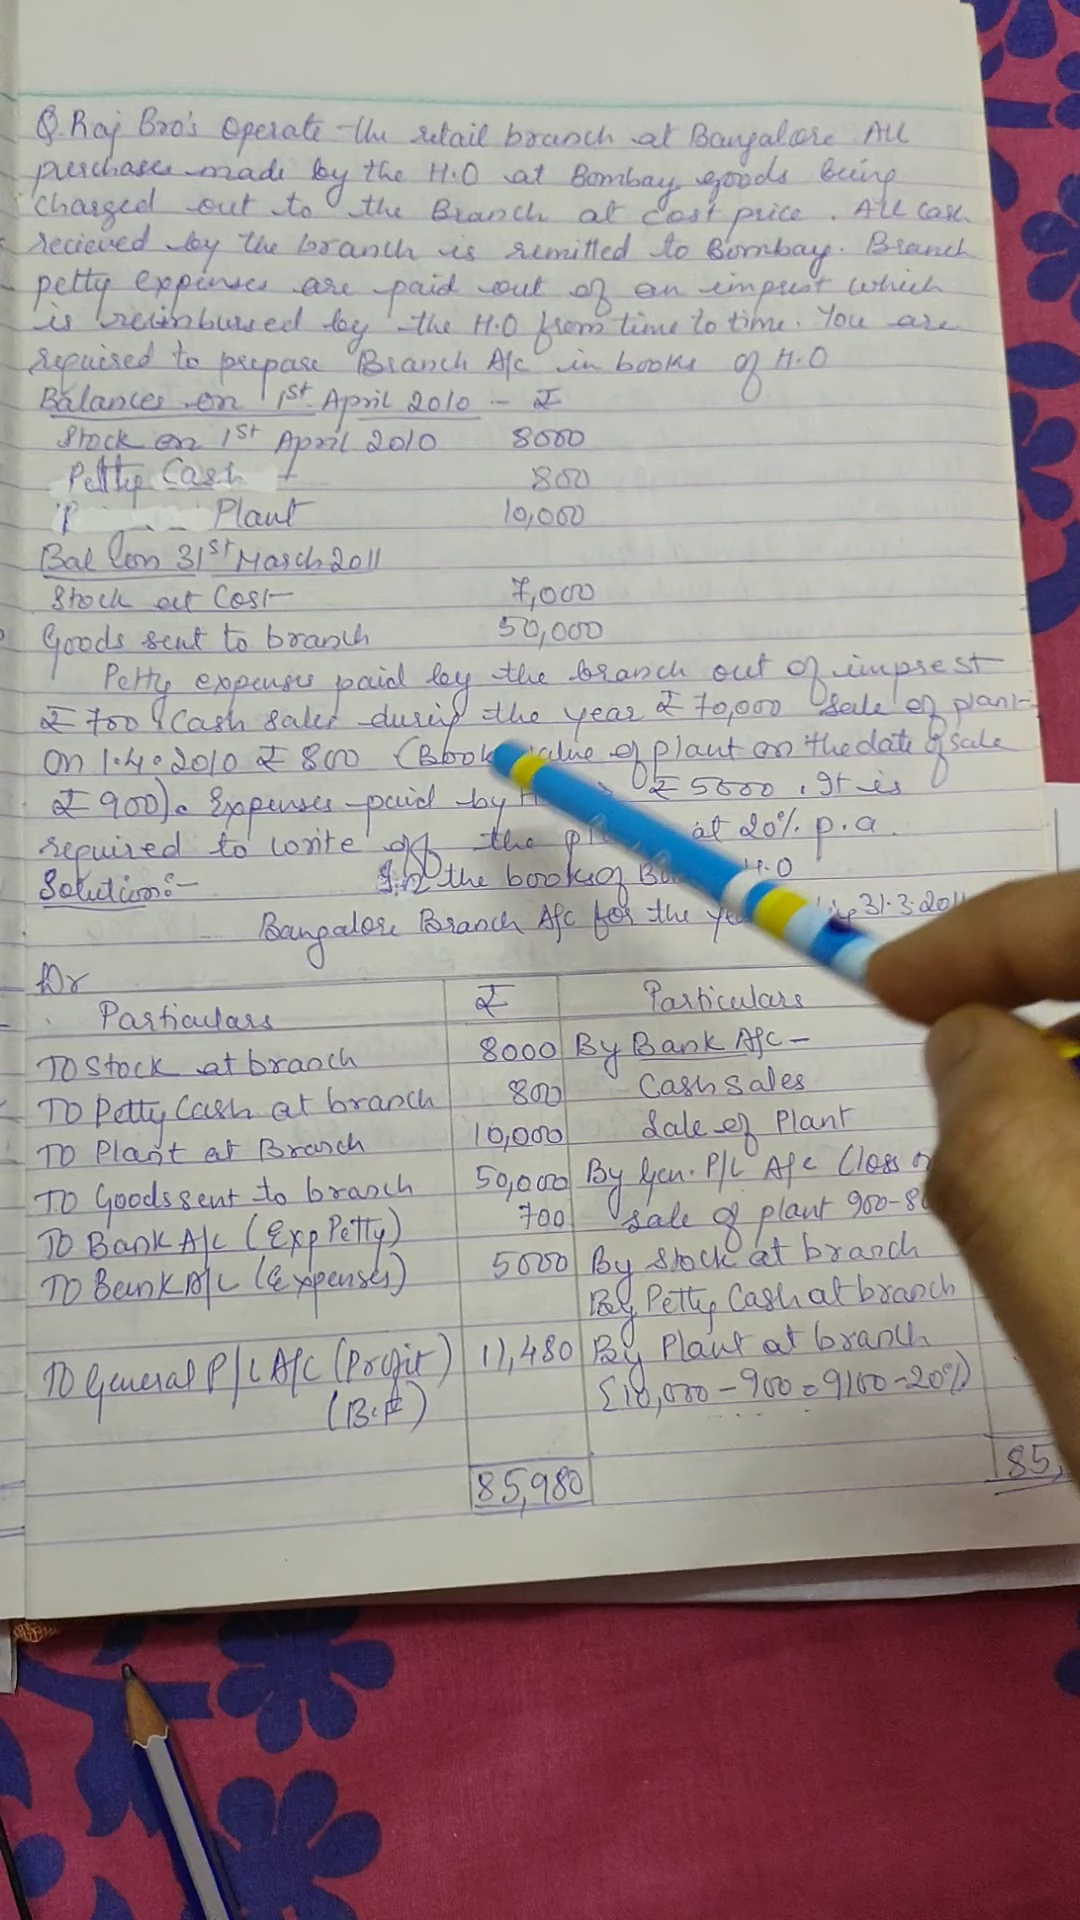 Q. Raj Bro's Operate the retail branch at Bangalore. All
purchases made by the H.O at Bombay, goods being
charged out to the Branch at cost price. All cash
recieved by the branch is remitted to Bombay. Branch
petty expenses are paid out of an imprest which
is reimbursed by the H.O from time to time. You are
required to prepare Branch A/c in books of H.O
Balances on 1st April 2010 - ₹
Stock on 1st April 2010 8000
Petty Cash 800
Plant 10,000
Bal on 31st March 2011
Stock at Cost 7,000
Goods sent to branch 50,000
Petty expenses paid by the branch out of imprest
₹ 700 Cash sales during the year ₹ 70,000 Sale of plant
on 1.4.2010 ₹ 800 (Book value of plant on the date of sale
₹ 900). Expenses paid by ₹ 5000. It is
required to write off the at 20% p.a.
Solution:- In the books of H.O
Bangalore Branch A/c for the 31.3.2011
Dr
Particulars ₹ Particulars
To Stock at branch 8000 By Bank A/c -
To Petty Cash at branch 800 Cash sales
To Plant at Branch 10,000 Sale of Plant
To Goods sent to branch 50,000 By Gen. P/L A/c (loss
To Bank A/c (Exp Petty) 700 Sale of plant 900-
To Bank A/c (Expenses) 5000 By Stock at branch
By Petty Cash at branch
To General P/L A/c (Profit) 11,480 By Plant at branch
(B.F) {10,000 - 900 = 9100 - 20%)
85,980 85,